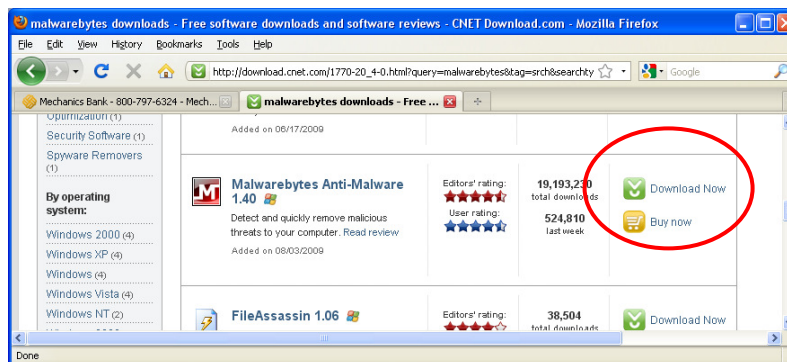 malwarebytes downloads - Free software downloads and software reviews - CNET Download.com - Mozilla Firefox
File Edit View History Bookmarks Tools Help
http://download.cnet.com/1770-20_4-0.html?query=malwarebytes&tag=srch&searchty
Google
Mechanics Bank - 800-797-6324 - Mech...
malwarebytes downloads - Free ...
Optimization (1)
Security Software (1)
Spyware Removers
(1)
By operating
system:
Windows 2000 (4)
Windows XP (4)
Windows (4)
Windows Vista (4)
Windows NT (2)
Added on 06/17/2009
Malwarebytes Anti-Malware
1.40
Detect and quickly remove malicious
threats to your computer. Read review
Added on 08/03/2009
Editors' rating:
User rating:
19,193,230
total downloads
524,810
last week
Download Now
Buy now
FileAssassin 1.06
Editors' rating:
38,504
total downloads
Download Now
Done